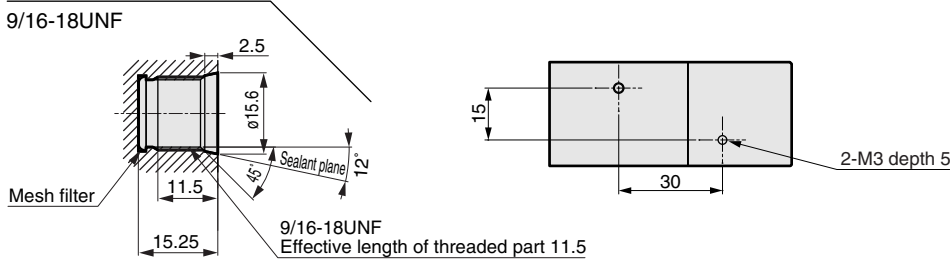 9/16-18UNF
2.5
ø15.6
Sealant plane
12°
45°
Mesh filter
11.5
15.25
9/16-18UNF
Effective length of threaded part 11.5
15
30
2-M3 depth 5